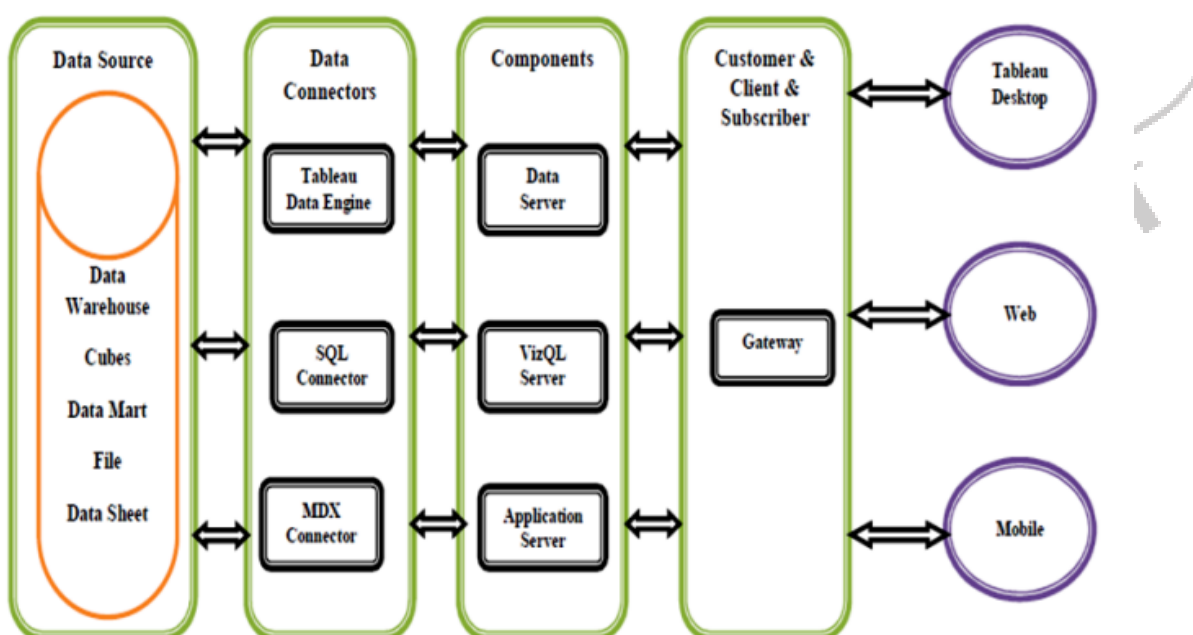 Data Source
Data
Warehouse
Cubes
Data Mart
File
Data Sheet
Data
Connectors
Tableau
Data Engine
SQL
Connector
MDX
Connector
Components
Data
Server
VizQL
Server
Application
Server
Customer &
Client &
Subscriber
Gateway
Tableau
Desktop
Web
Mobile